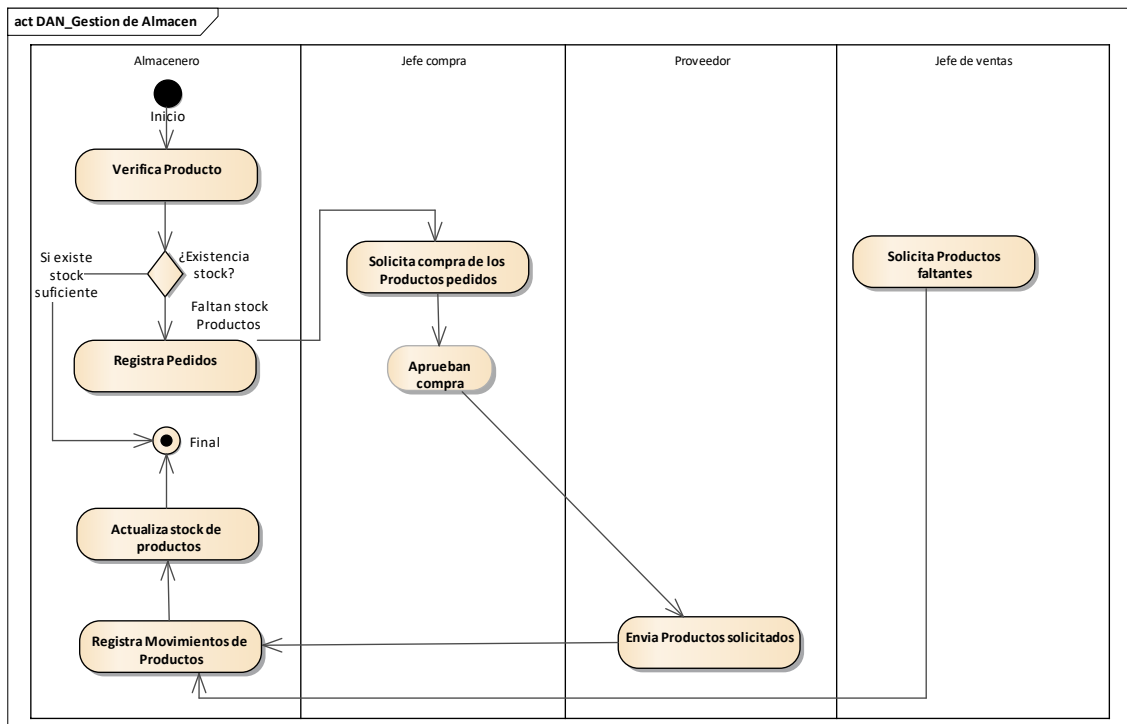 act DAN_Gestion de Almacen
Almacenero
Jefe compra
Proveedor
Jefe de ventas
Inicio
Verifica Producto
¿Existencia
stock?
Si existe
stock
suficiente
Faltan stock
Productos
Registra Pedidos
Solicita compra de los
Productos pedidos
Aprueban
compra
Solicita Productos
faltantes
Final
Actualiza stock de
productos
Registra Movimientos de
Productos
Envia Productos solicitados